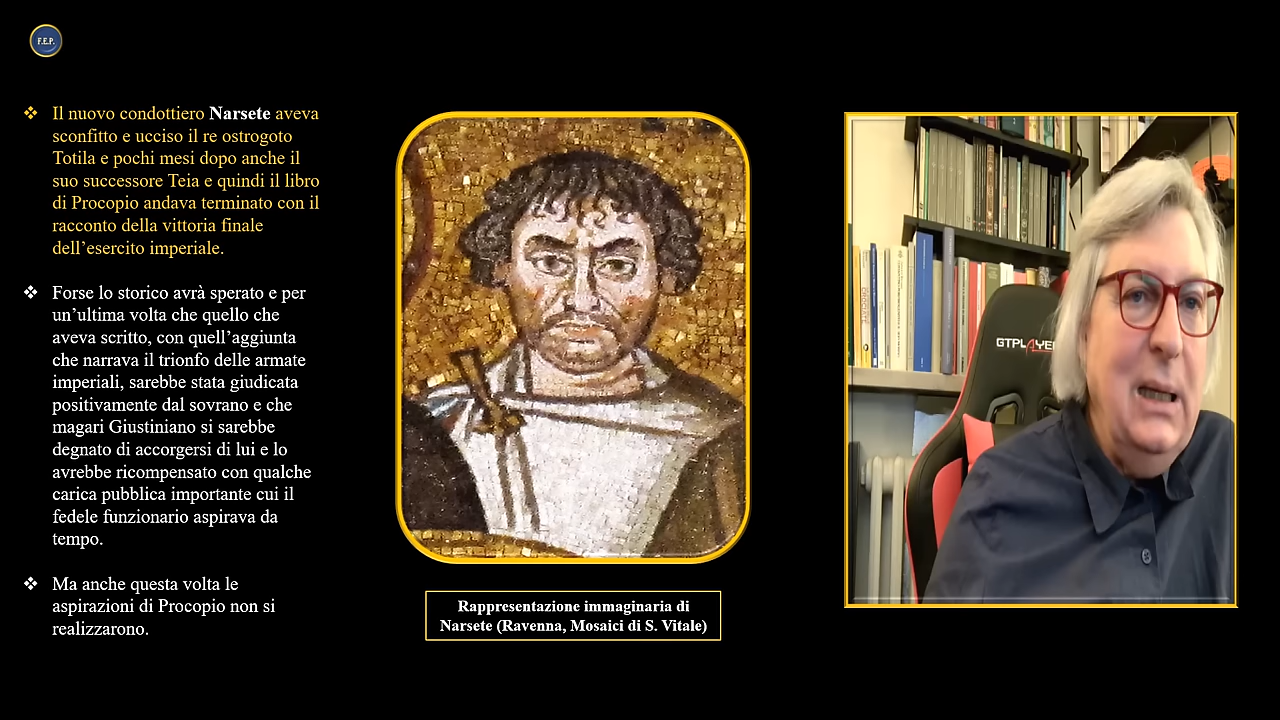 F.E.P.
Il nuovo condottiero Narsete aveva
sconfitto e ucciso il re ostrogoto
Totila e pochi mesi dopo anche il
suo successore Teia e quindi il libro
di Procopio andava terminato con il
racconto della vittoria finale
dell’esercito imperiale.
Forse lo storico avrà sperato e per
un’ultima volta che quello che
aveva scritto, con quell’aggiunta
che narrava il trionfo delle armate
imperiali, sarebbe stata giudicata
positivamente dal sovrano e che
magari Giustiniano si sarebbe
degnato di accorgersi di lui e lo
avrebbe ricompensato con qualche
carica pubblica importante cui il
fedele funzionario aspirava da
tempo.
Ma anche questa volta le
aspirazioni di Procopio non si
realizzarono.
Rappresentazione immaginaria di
Narsete (Ravenna, Mosaici di S. Vitale)
GTPL4YE